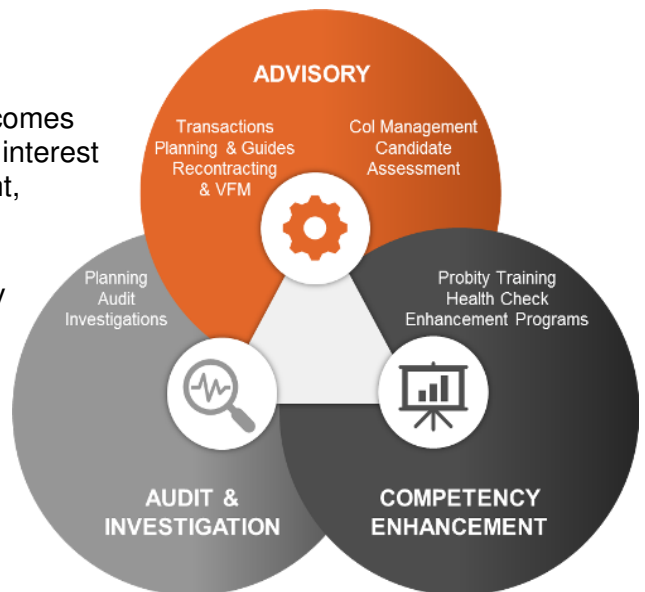 comes
interest
t,
y
ADVISORY
Transactions
Planning & Guides
Recontracting
& VFM
CoI Management
Candidate
Assessment
Planning
Audit
Investigations
Probity Training
Health Check
Enhancement Programs
AUDIT &
INVESTIGATION
COMPETENCY
ENHANCEMENT